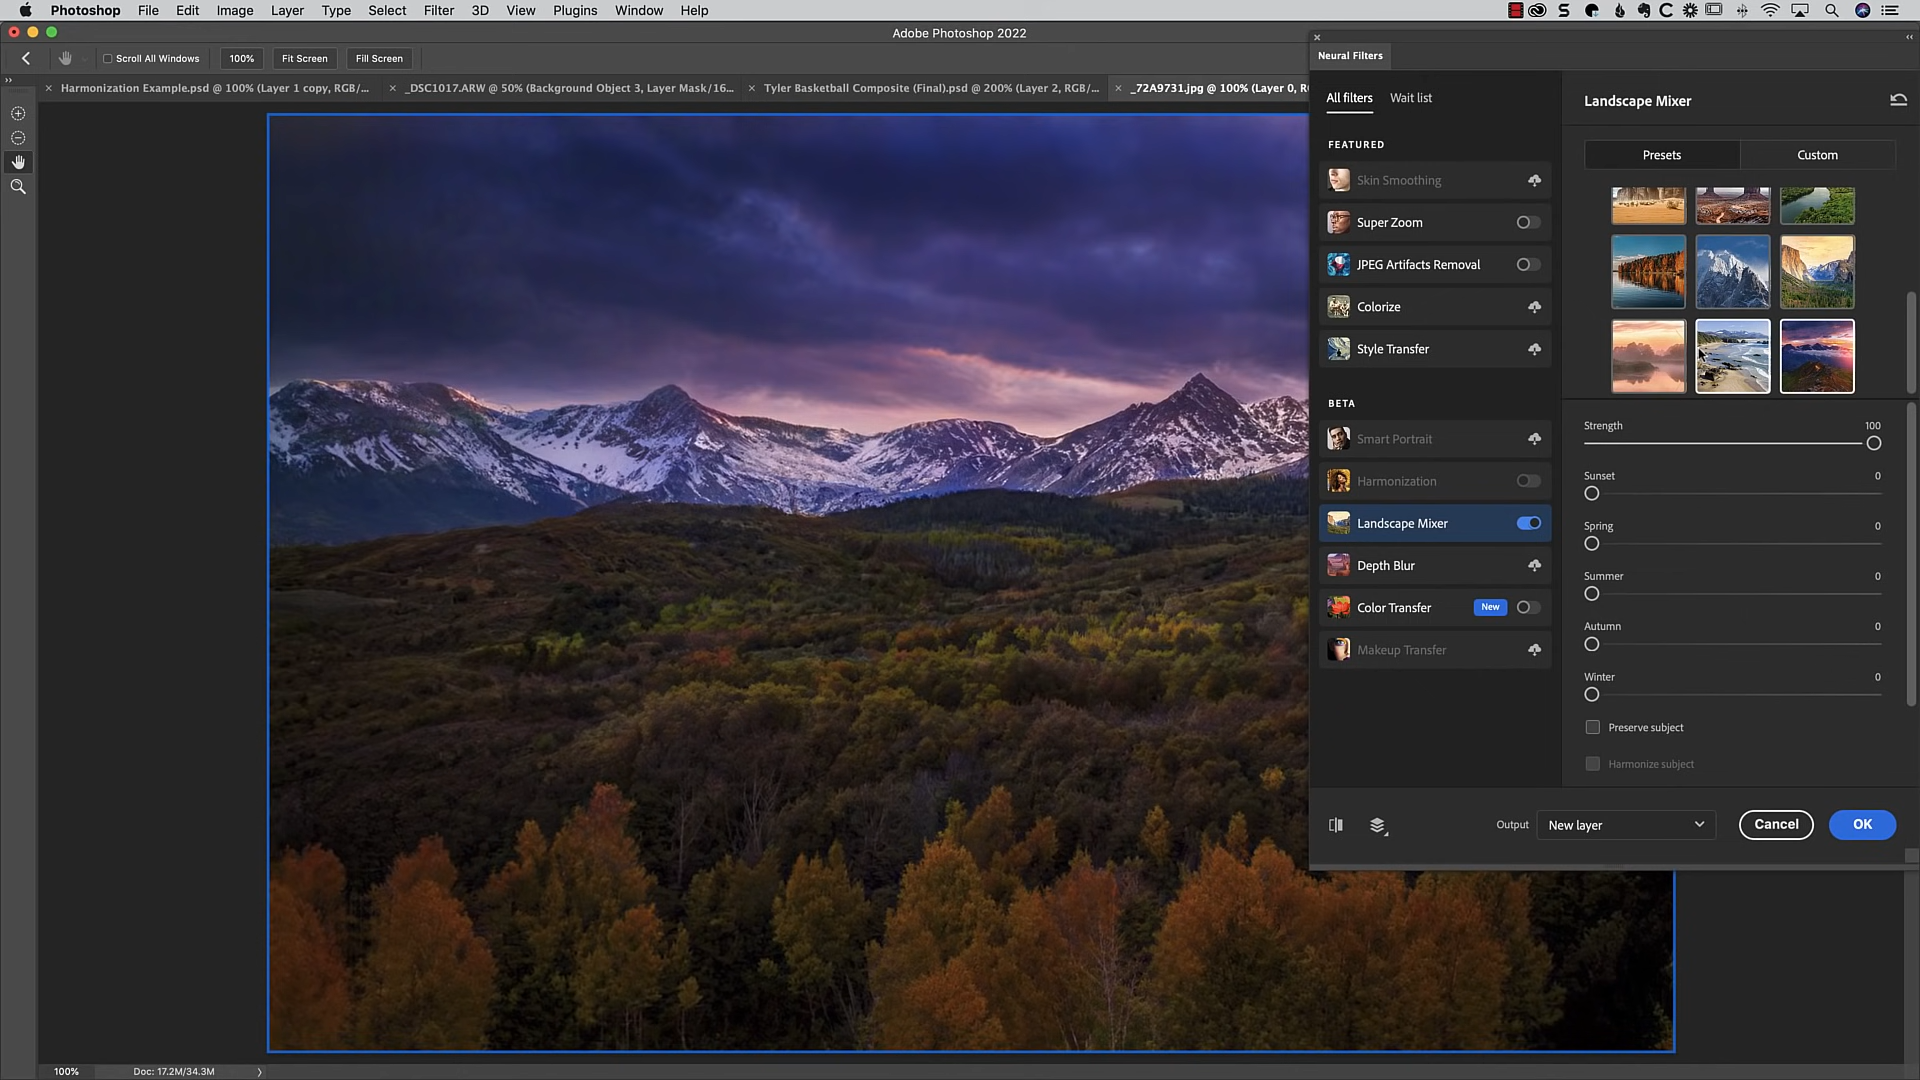 Photoshop File Edit Image Layer Type Select Filter 3D View Plugins Window Help
Adobe Photoshop 2022
Scroll All Windows 100% Fit Screen Fill Screen
Harmonization Example.psd @ 100% (Layer 1 copy, RGB/... _DSC1017.ARW @ 50% (Background Object 3, Layer Mask/16... Tyler Basketball Composite (Final).psd @ 200% (Layer 2, RGB/... _72A9731.jpg @ 100% (Layer 0, R
Neural Filters
All filters Wait list
FEATURED
Skin Smoothing
Super Zoom
JPEG Artifacts Removal
Colorize
Style Transfer
BETA
Smart Portrait
Harmonization
Landscape Mixer
Depth Blur
Color Transfer New
Makeup Transfer
Landscape Mixer
Presets Custom
Strength 100
Sunset 0
Spring 0
Summer 0
Autumn 0
Winter 0
Preserve subject
Harmonize subject
Output New layer Cancel OK
100% Doc: 17.2M/34.3M